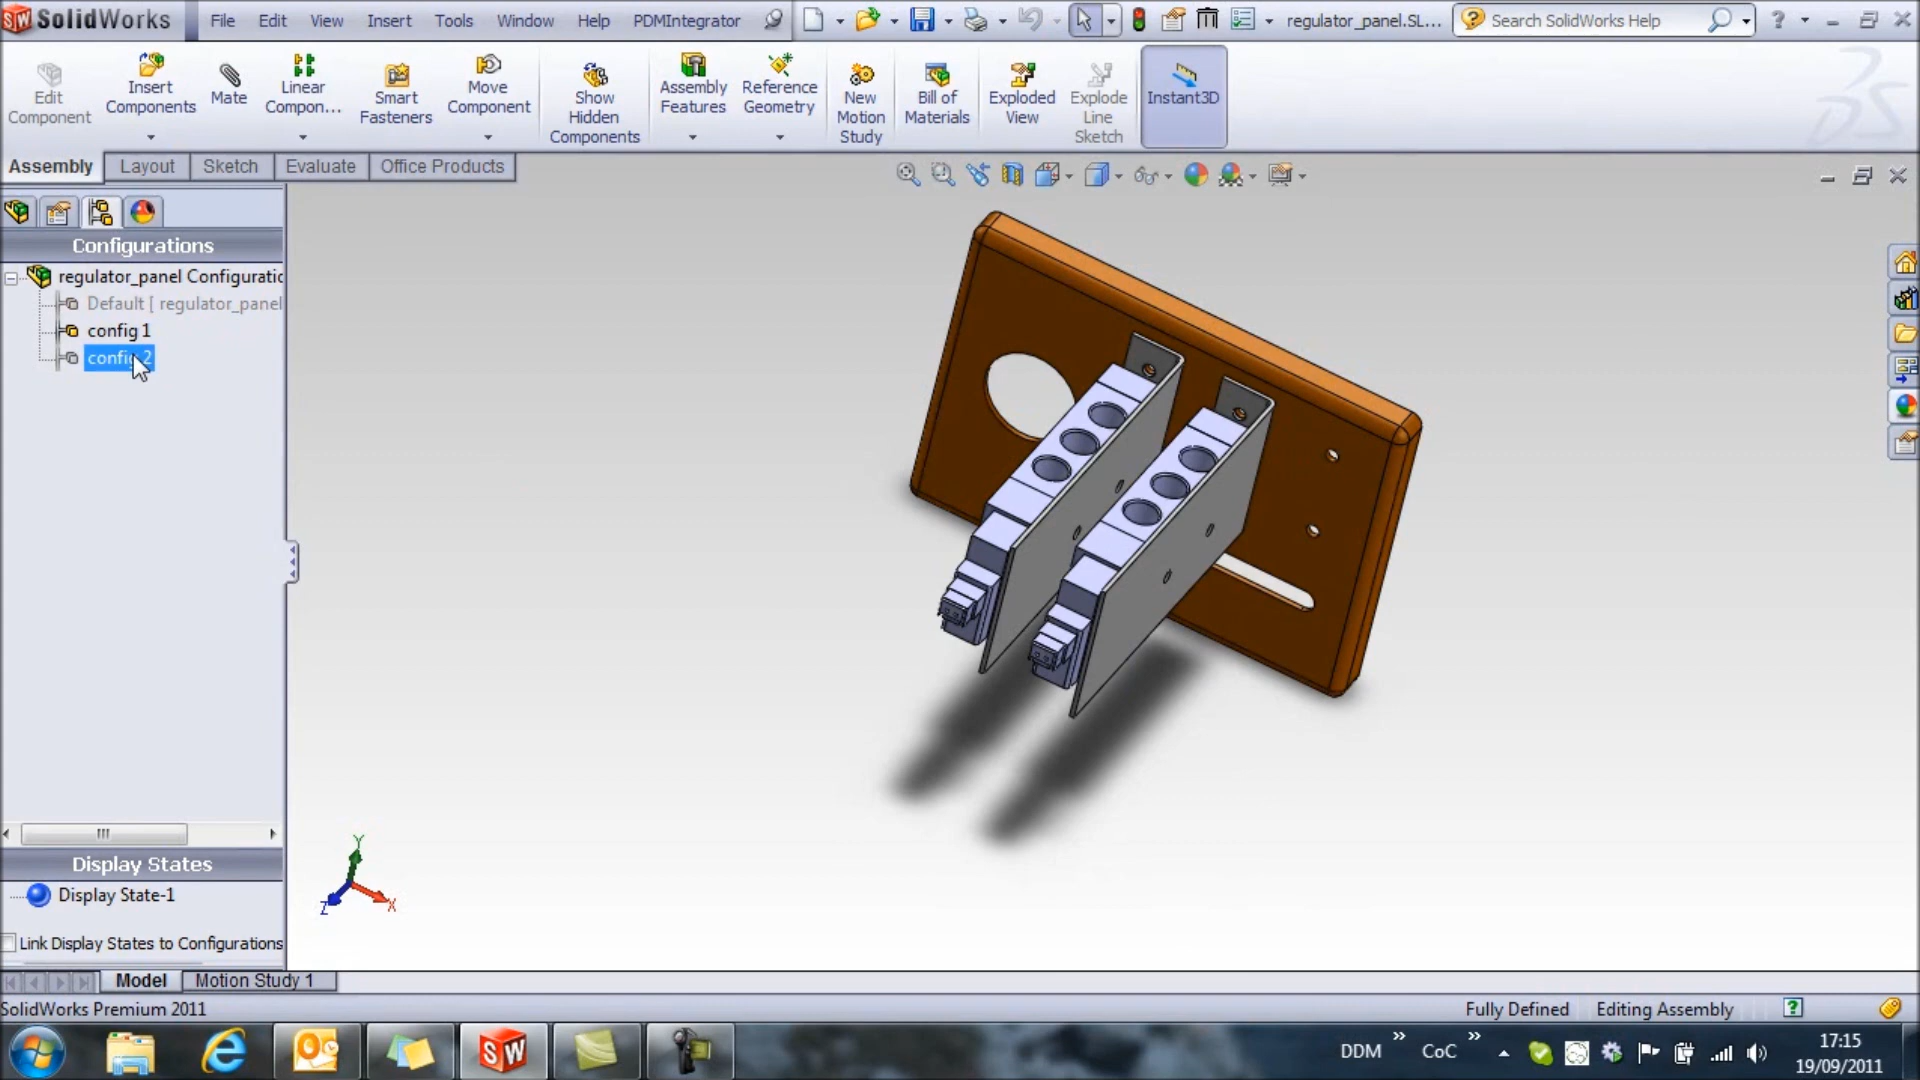 SolidWorks File Edit View Insert Tools Window Help PDMIntegrator regulator_panel.SL... Search SolidWorks Help
Edit Component
Insert Components
Mate
Linear Compon...
Smart Fasteners
Move Component
Show Hidden Components
Assembly Features
Reference Geometry
New Motion Study
Bill of Materials
Exploded View
Explode Line Sketch
Instant3D
Assembly Layout Sketch Evaluate Office Products
Configurations
regulator_panel Configuratic
Default [ regulator_panel
config 1
config 2
Y
Z X
Display States
Display State-1
Link Display States to Configurations
Model Motion Study 1
SolidWorks Premium 2011 Fully Defined Editing Assembly
DDM » CoC » 17:15
19/09/2011